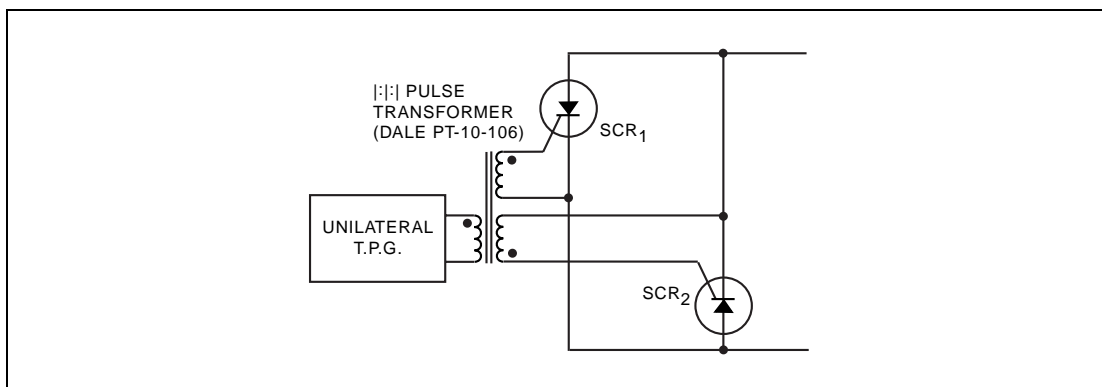 |:|:| PULSE
TRANSFORMER
(DALE PT-10-106)
SCR1
UNILATERAL
T.P.G.
SCR2